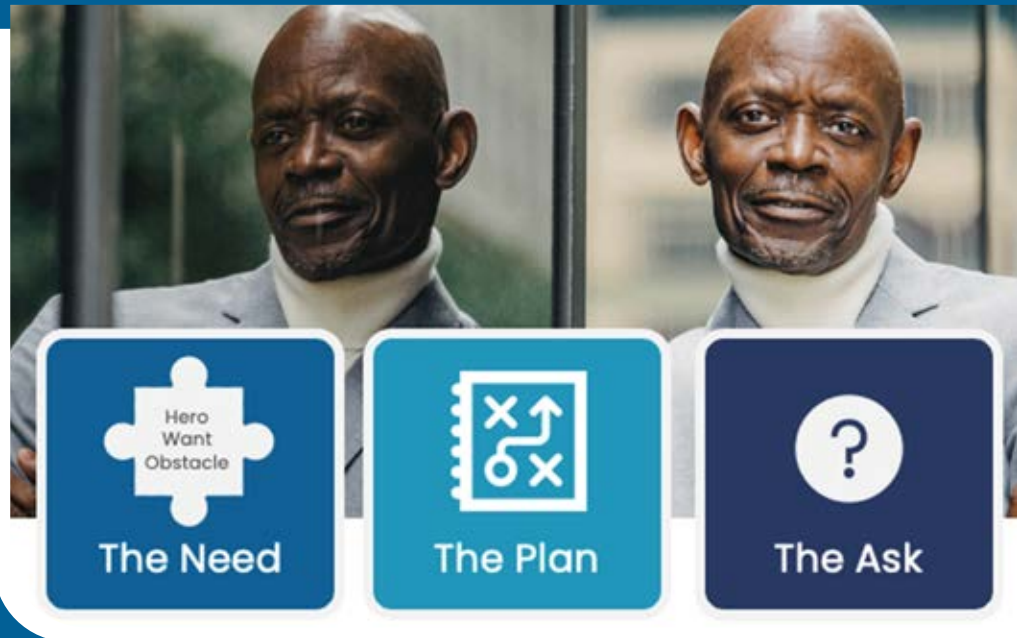 Hero
Want
Obstacle
The Need
The Plan
?
The Ask